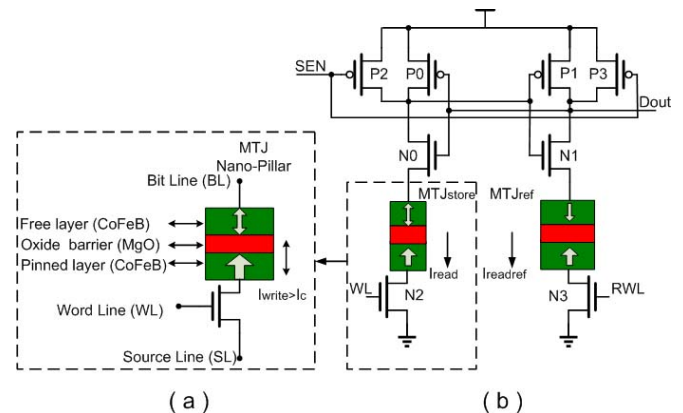 SEN
P2
P0
P1
P3
Dout
N0
N1
MTJ
Nano-Pillar
Bit Line (BL)
Free layer (CoFeB)
Oxide barrier (MgO)
Pinned layer (CoFeB)
Iwrite>Ic
Word Line (WL)
Source Line (SL)
MTJstore
MTJref
Iread
Ireadref
WL
N2
N3
RWL
( a )
( b )